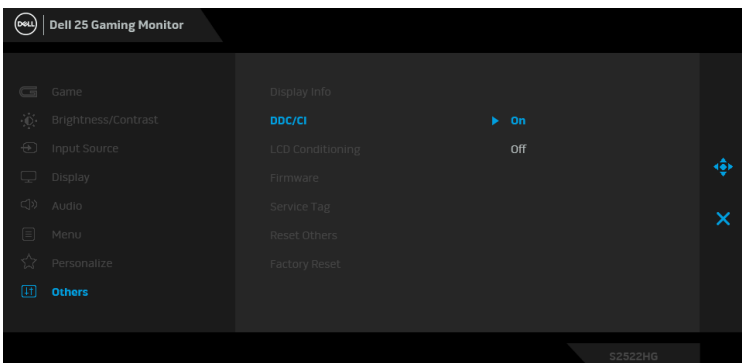 DELL Dell 25 Gaming Monitor
Game
Brightness/Contrast
Input Source
Display
Audio
Menu
Personalize
Others
Display Info
DDC/CI On
LCD Conditioning Off
Firmware
Service Tag
Reset Others
Factory Reset
S2522HG